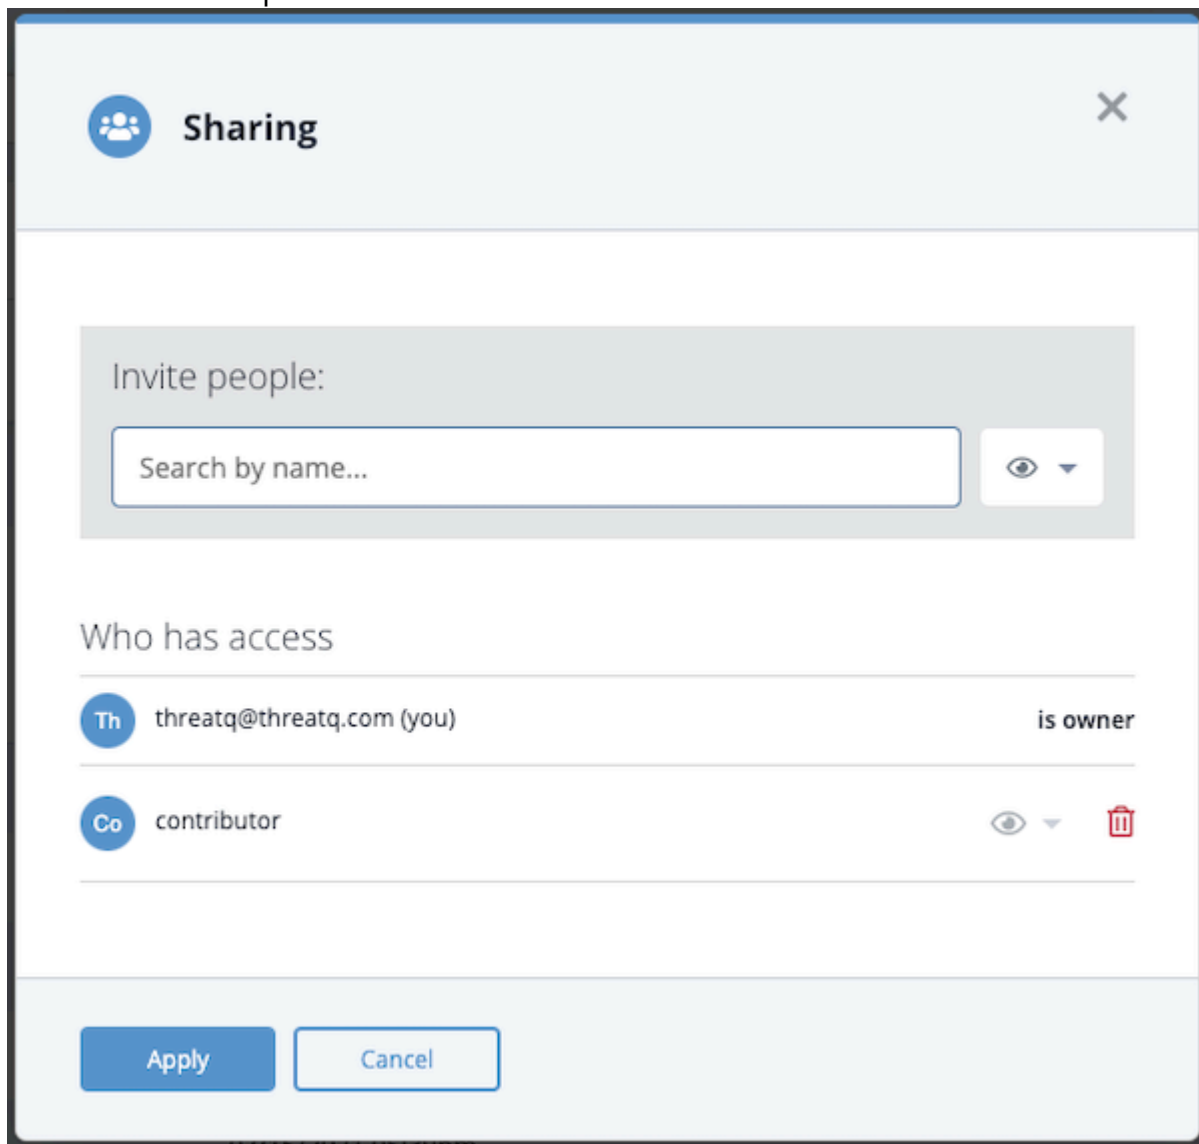 Sharing
Invite people:
Search by name...
Who has access
Th threatq@threatq.com (you) is owner
Co contributor
Apply Cancel